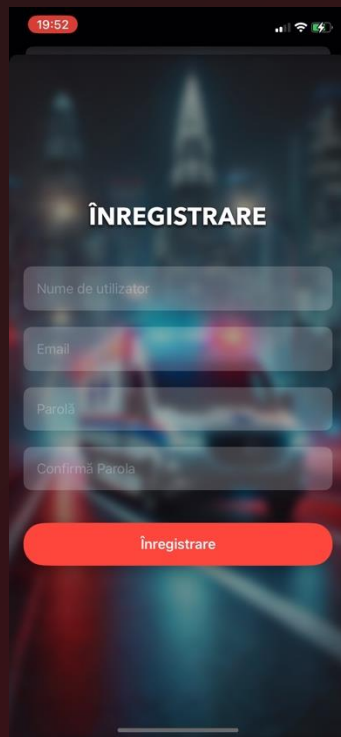 19:52
ÎNREGISTRARE
Nume de utilizator
Email
Parolă
Confirmă Parola
Înregistrare